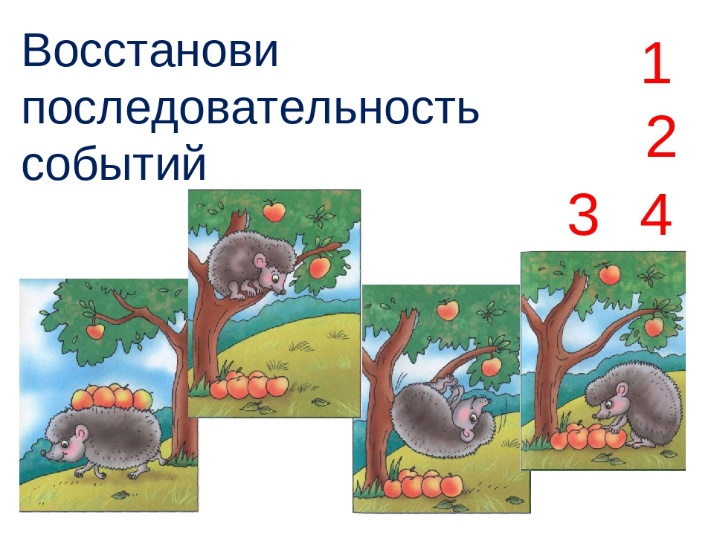 Восстанови
последовательность
событий
1
2
3 4